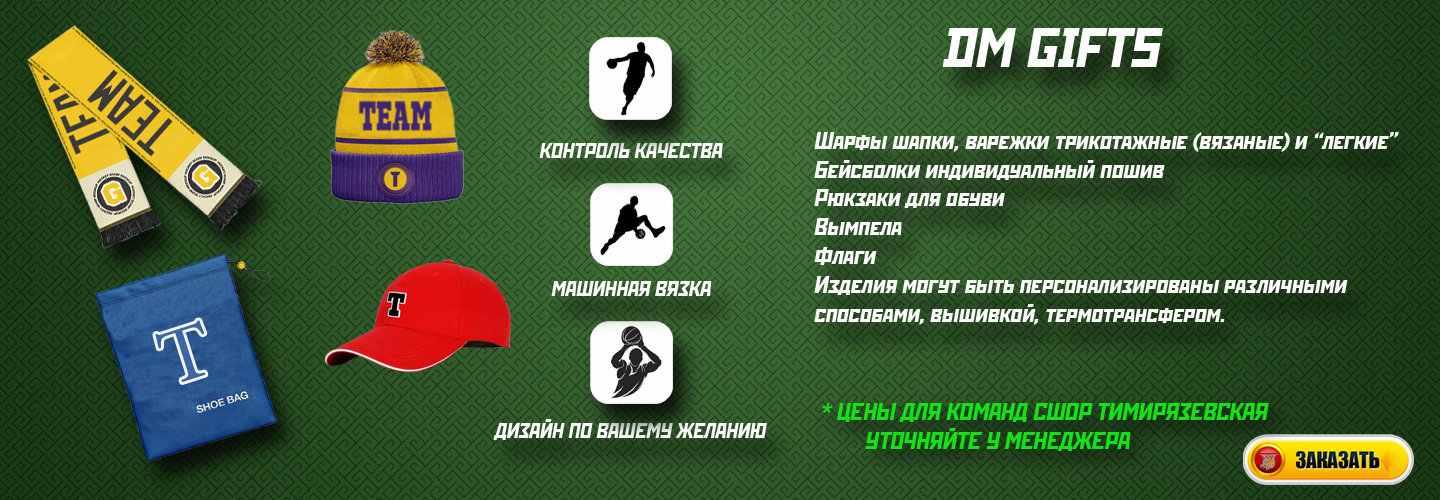 DM GIFTS
TEAM
TEAM
G
G
TEAM
T
T
SHOE BAG
T
КОНТРОЛЬ КАЧЕСТВА
МАШИННАЯ ВЯЗКА
ДИЗАЙН ПО ВАШЕМУ ЖЕЛАНИЮ
Шарфы шапки, варежки трикотажные (вязаные) и “легкие”
Бейсболки индивидуальный пошив
Рюкзаки для обуви
Вымпела
Флаги
Изделия могут быть персонализированы различными
способами, вышивкой, термотрансфером.
* ЦЕНЫ ДЛЯ КОМАНД СШОР ТИМИРЯЗЕВСКАЯ
УТОЧНЯЙТЕ У МЕНЕДЖЕРА
ЗАКАЗАТЬ